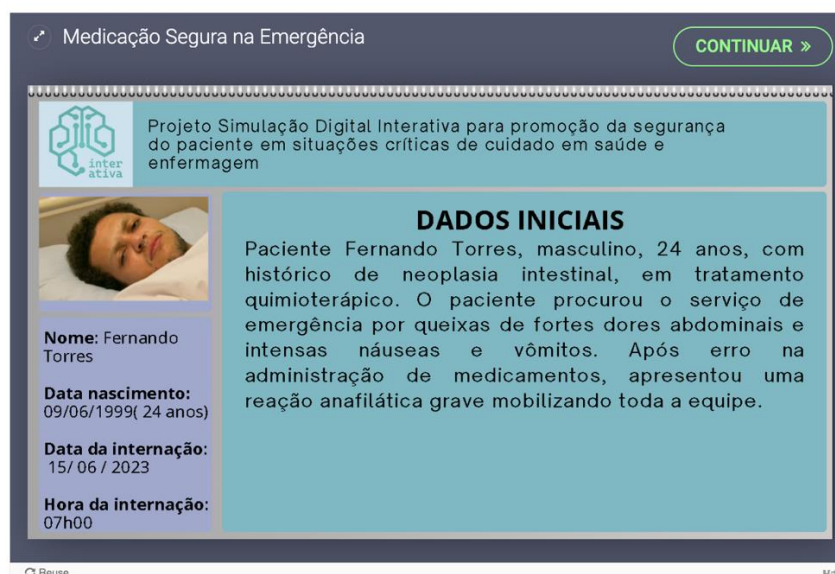 Medicação Segura na Emergência
CONTINUAR »
inter
ativa
Projeto Simulação Digital Interativa para promoção da segurança
do paciente em situações críticas de cuidado em saúde e
enfermagem
DADOS INICIAIS
Paciente Fernando Torres, masculino, 24 anos, com
histórico de neoplasia intestinal, em tratamento
quimioterápico. O paciente procurou o serviço de
emergência por queixas de fortes dores abdominais e
intensas náuseas e vômitos. Após erro na
administração de medicamentos, apresentou uma
reação anafilática grave mobilizando toda a equipe.
Nome: Fernando
Torres
Data nascimento:
09/06/1999( 24 anos)
Data da internação:
15/ 06 / 2023
Hora da internação:
07h00
Reuse